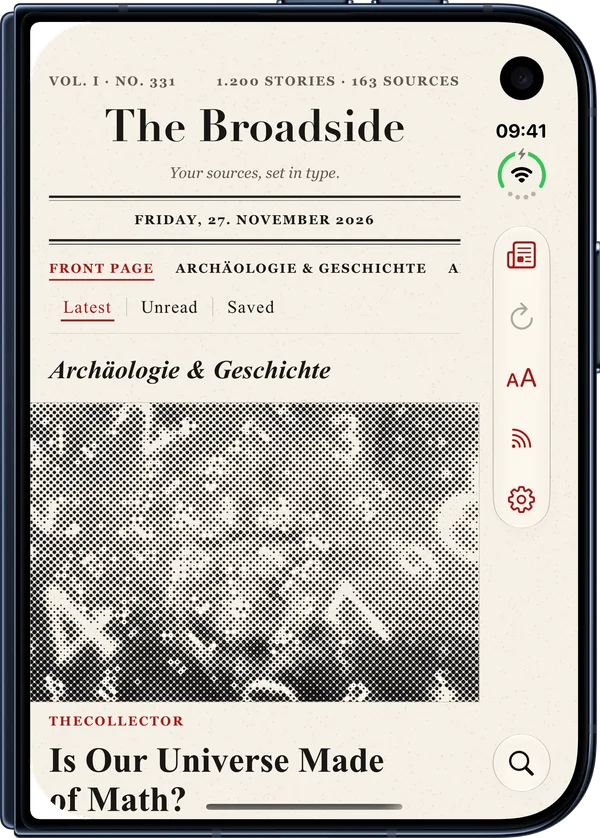 VOL. I · NO. 331 1.200 STORIES · 163 SOURCES
The Broadside
Your sources, set in type.
FRIDAY, 27. NOVEMBER 2026
FRONT PAGE ARCHÄOLOGIE & GESCHICHTE A
Latest Unread Saved
Archäologie & Geschichte
THECOLLECTOR
Is Our Universe Made
of Math?
09:41
AA